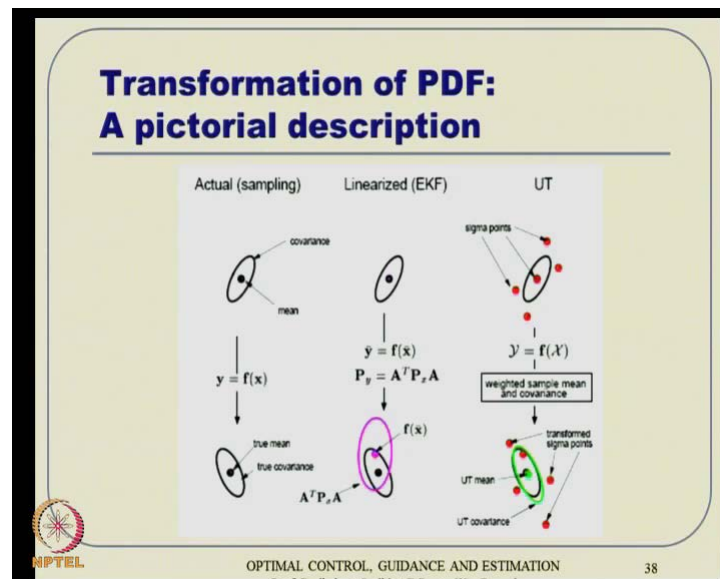 Transformation of PDF:
A pictorial description
Actual (sampling)
Linearized (EKF)
UT
covariance
mean
sigma points
y = f(x)
ȳ = f(x̄)
P_y = A^T P_x A
𝒴 = f(𝒳)
weighted sample mean
and covariance
true mean
true covariance
f(x̄)
A^T P_x A
transformed
sigma points
UT mean
UT covariance
NPTEL
OPTIMAL CONTROL, GUIDANCE AND ESTIMATION
38